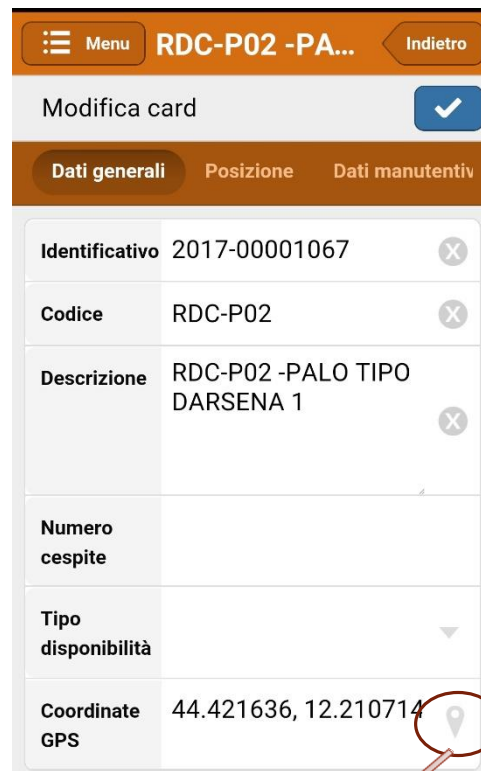 Menu RDC-P02 -PA... Indietro
Modifica card
Dati generali Posizione Dati manutentiv
Identificativo 2017-00001067
Codice RDC-P02
Descrizione RDC-P02 -PALO TIPO
DARSENA 1
Numero
cespite
Tipo
disponibilità
Coordinate 44.421636, 12.210714
GPS